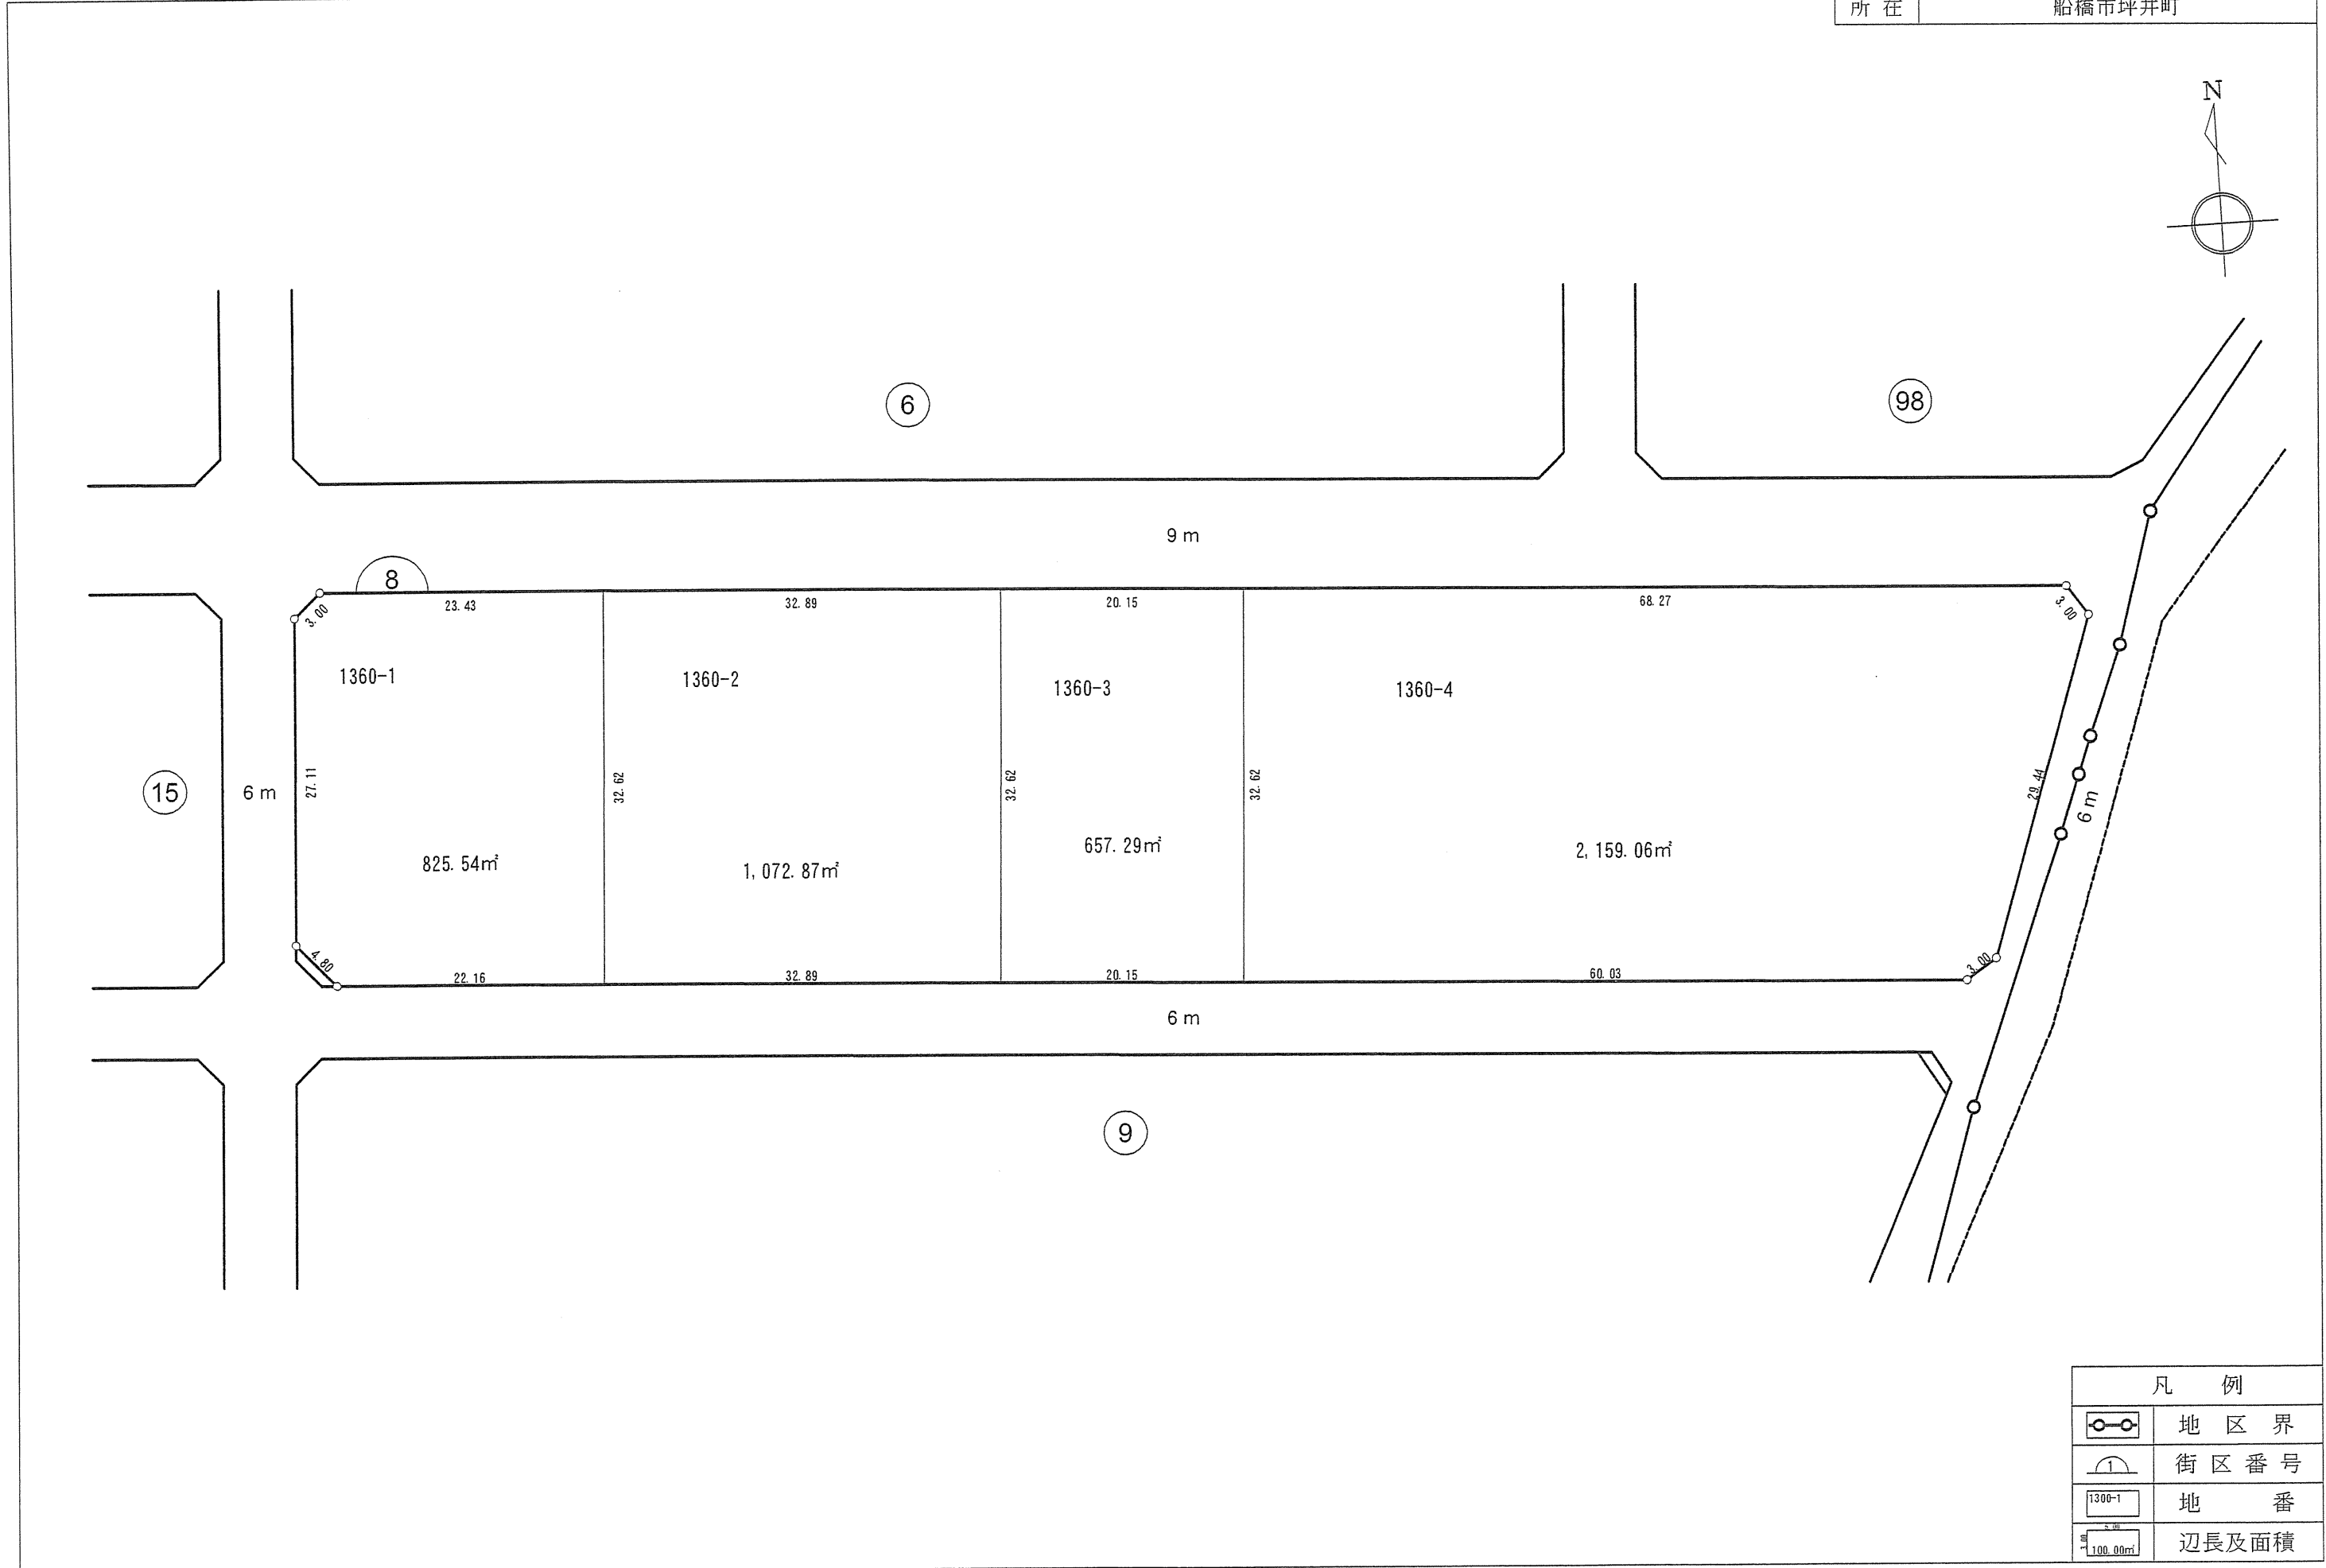 所 在 船橋市坪井町
N
6
98
9 m
8
23. 43
32. 89
20. 15
68. 27
3. 00
3. 00
1360-1
1360-2
1360-3
1360-4
15
6 m
27. 11
32. 62
32. 62
32. 62
29. 44
6 m
825. 54㎡
1, 072. 87㎡
657. 29㎡
2, 159. 06㎡
4. 80
3. 00
22. 16
32. 89
20. 15
60. 03
6 m
9
凡 例
地 区 界
1
街 区 番 号
1300-1
地 番
5. 00
3. 00
100. 00㎡
辺長及面積